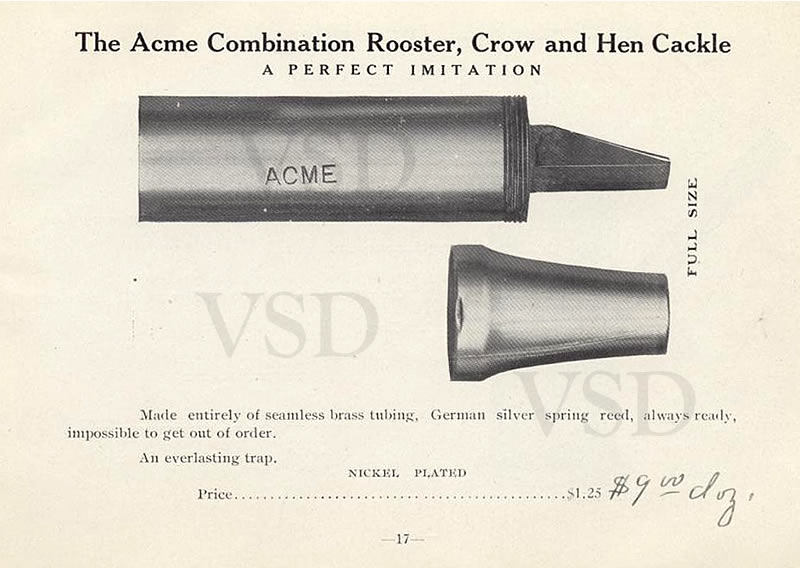 The Acme Combination Rooster, Crow and Hen Cackle
A PERFECT IMITATION
VSD
ACME
FULL SIZE
VSD
VSD
Made entirely of seamless brass tubing, German silver spring reed, always ready,
impossible to get out of order.
An everlasting trap.
NICKEL PLATED
Price..............................................$1.25 $9 00 doz.
—17—